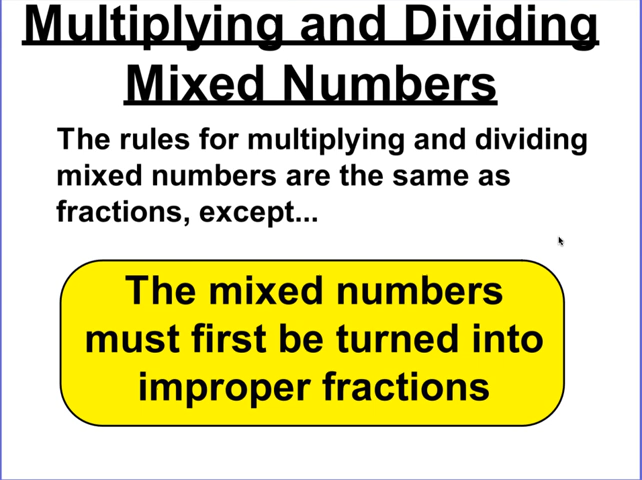 Multiplying and Dividing
Mixed Numbers
The rules for multiplying and dividing
mixed numbers are the same as
fractions, except...
The mixed numbers
must first be turned into
improper fractions